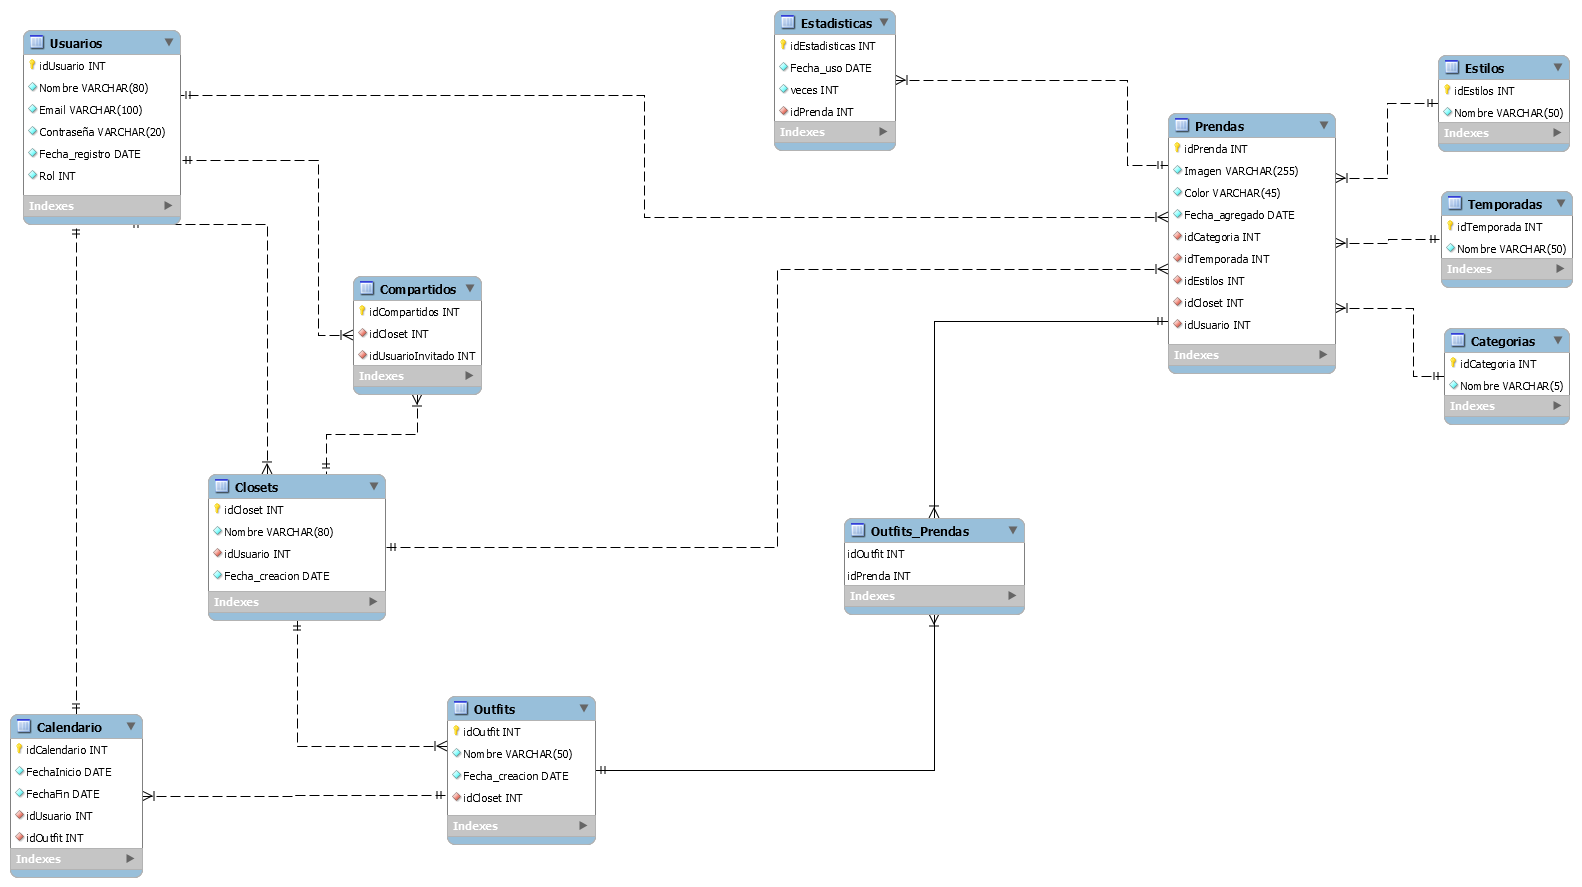 Usuarios
idUsuario INT
Nombre VARCHAR(80)
Email VARCHAR(100)
Contraseña VARCHAR(20)
Fecha_registro DATE
Rol INT
Indexes
Estadisticas
idEstadisticas INT
Fecha_uso DATE
veces INT
idPrenda INT
Indexes
Prendas
idPrenda INT
Imagen VARCHAR(255)
Color VARCHAR(45)
Fecha_agregado DATE
idCategoria INT
idTemporada INT
idEstilos INT
idCloset INT
idUsuario INT
Indexes
Estilos
idEstilos INT
Nombre VARCHAR(50)
Indexes
Temporadas
idTemporada INT
Nombre VARCHAR(50)
Indexes
Categorias
idCategoria INT
Nombre VARCHAR(5)
Indexes
Compartidos
idCompartidos INT
idCloset INT
idUsuarioInvitado INT
Indexes
Closets
idCloset INT
Nombre VARCHAR(80)
idUsuario INT
Fecha_creacion DATE
Indexes
Outfits_Prendas
idOutfit INT
idPrenda INT
Indexes
Calendario
idCalendario INT
FechaInicio DATE
FechaFin DATE
idUsuario INT
idOutfit INT
Indexes
Outfits
idOutfit INT
Nombre VARCHAR(50)
Fecha_creacion DATE
idCloset INT
Indexes